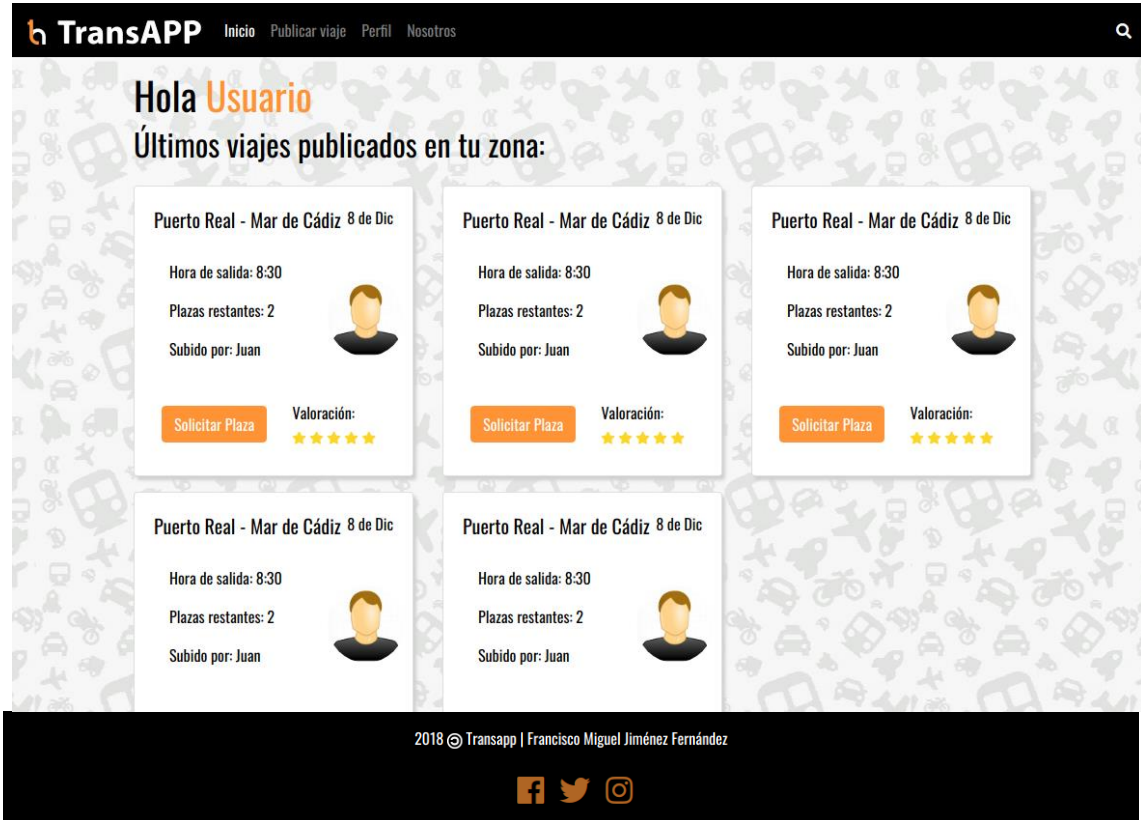 TransAPP Inicio Publicar viaje Perfil Nosotros
Hola Usuario
Últimos viajes publicados en tu zona:
Puerto Real - Mar de Cádiz 8 de Dic
Hora de salida: 8:30
Plazas restantes: 2
Subido por: Juan
Solicitar Plaza
Valoración:
Puerto Real - Mar de Cádiz 8 de Dic
Hora de salida: 8:30
Plazas restantes: 2
Subido por: Juan
Solicitar Plaza
Valoración:
Puerto Real - Mar de Cádiz 8 de Dic
Hora de salida: 8:30
Plazas restantes: 2
Subido por: Juan
Solicitar Plaza
Valoración:
Puerto Real - Mar de Cádiz 8 de Dic
Hora de salida: 8:30
Plazas restantes: 2
Subido por: Juan
Puerto Real - Mar de Cádiz 8 de Dic
Hora de salida: 8:30
Plazas restantes: 2
Subido por: Juan
2018 🄯 Transapp | Francisco Miguel Jiménez Fernández